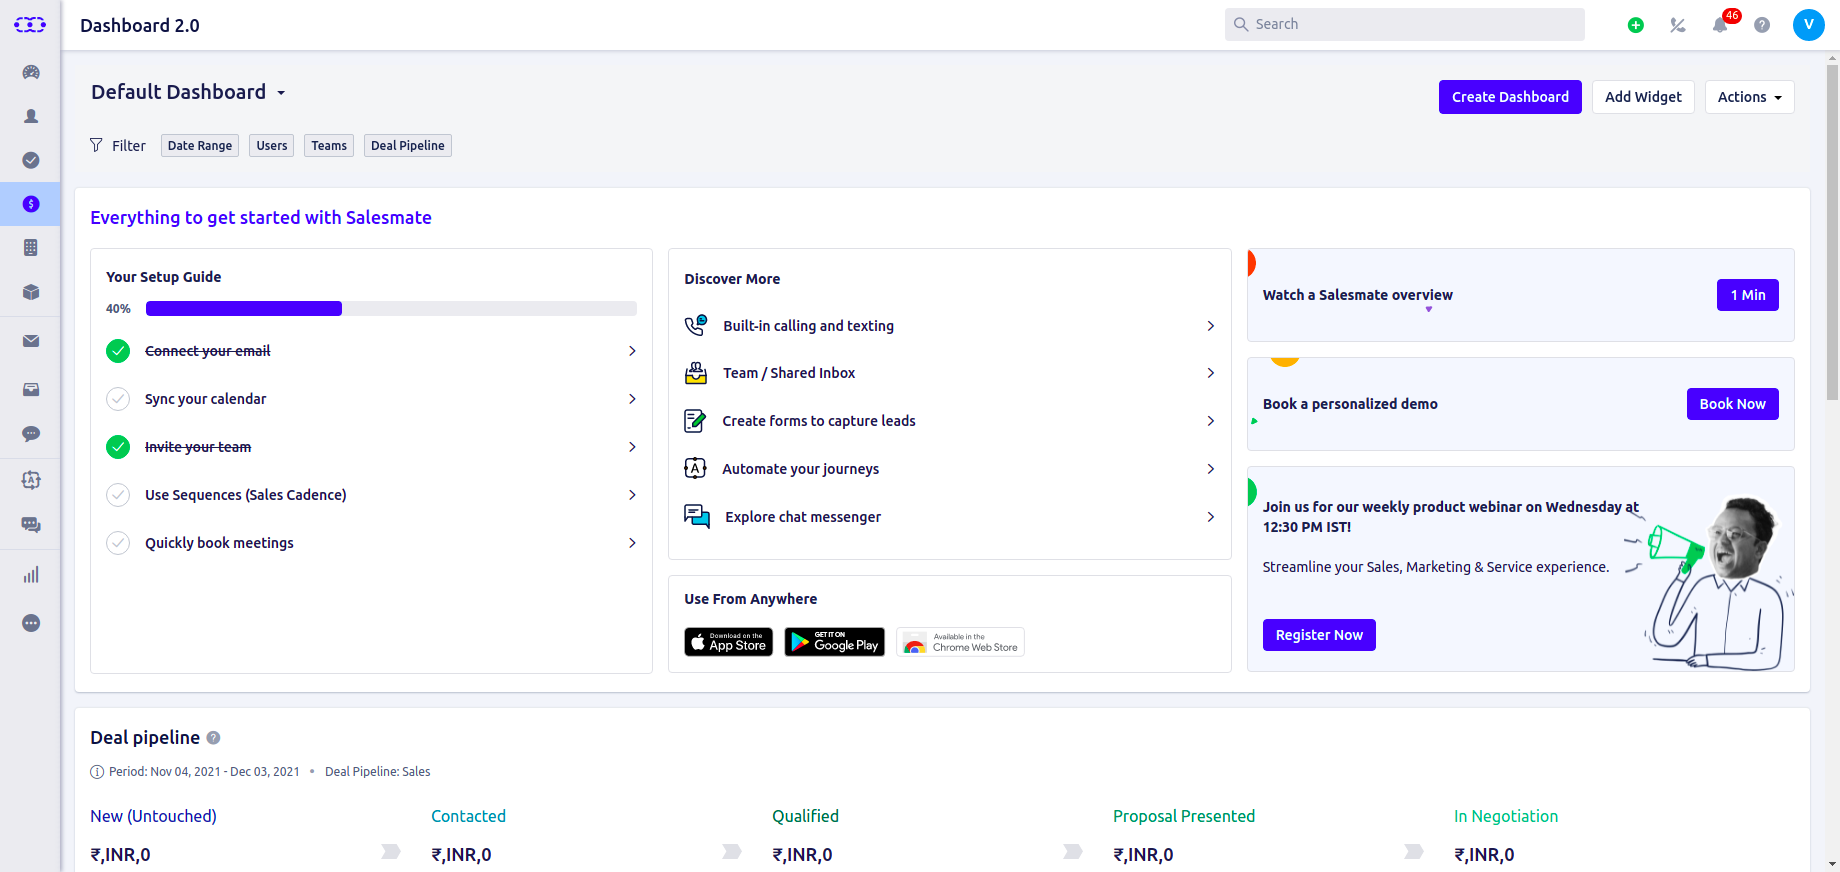 Dashboard 2.0
Search
46
V
Default Dashboard
Create Dashboard
Add Widget
Actions
Filter
Date Range
Users
Teams
Deal Pipeline
Everything to get started with Salesmate
Your Setup Guide
40%
Connect your email
Sync your calendar
Invite your team
Use Sequences (Sales Cadence)
Quickly book meetings
Discover More
Built-in calling and texting
Team / Shared Inbox
Create forms to capture leads
Automate your journeys
Explore chat messenger
Use From Anywhere
Download on the
App Store
GET IT ON
Google Play
Available in the
Chrome Web Store
Watch a Salesmate overview
1 Min
Book a personalized demo
Book Now
Join us for our weekly product webinar on Wednesday at
12:30 PM IST!
Streamline your Sales, Marketing & Service experience.
Register Now
Deal pipeline
Period: Nov 04, 2021 - Dec 03, 2021 • Deal Pipeline: Sales
New (Untouched)
₹,INR,0
Contacted
₹,INR,0
Qualified
₹,INR,0
Proposal Presented
₹,INR,0
In Negotiation
₹,INR,0